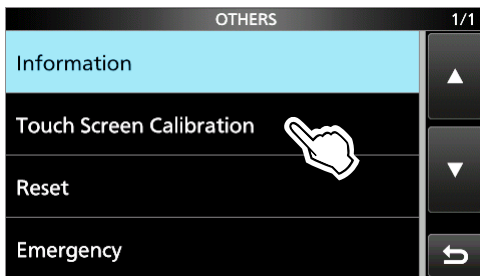 OTHERS 1/1
Information
Touch Screen Calibration
Reset
Emergency